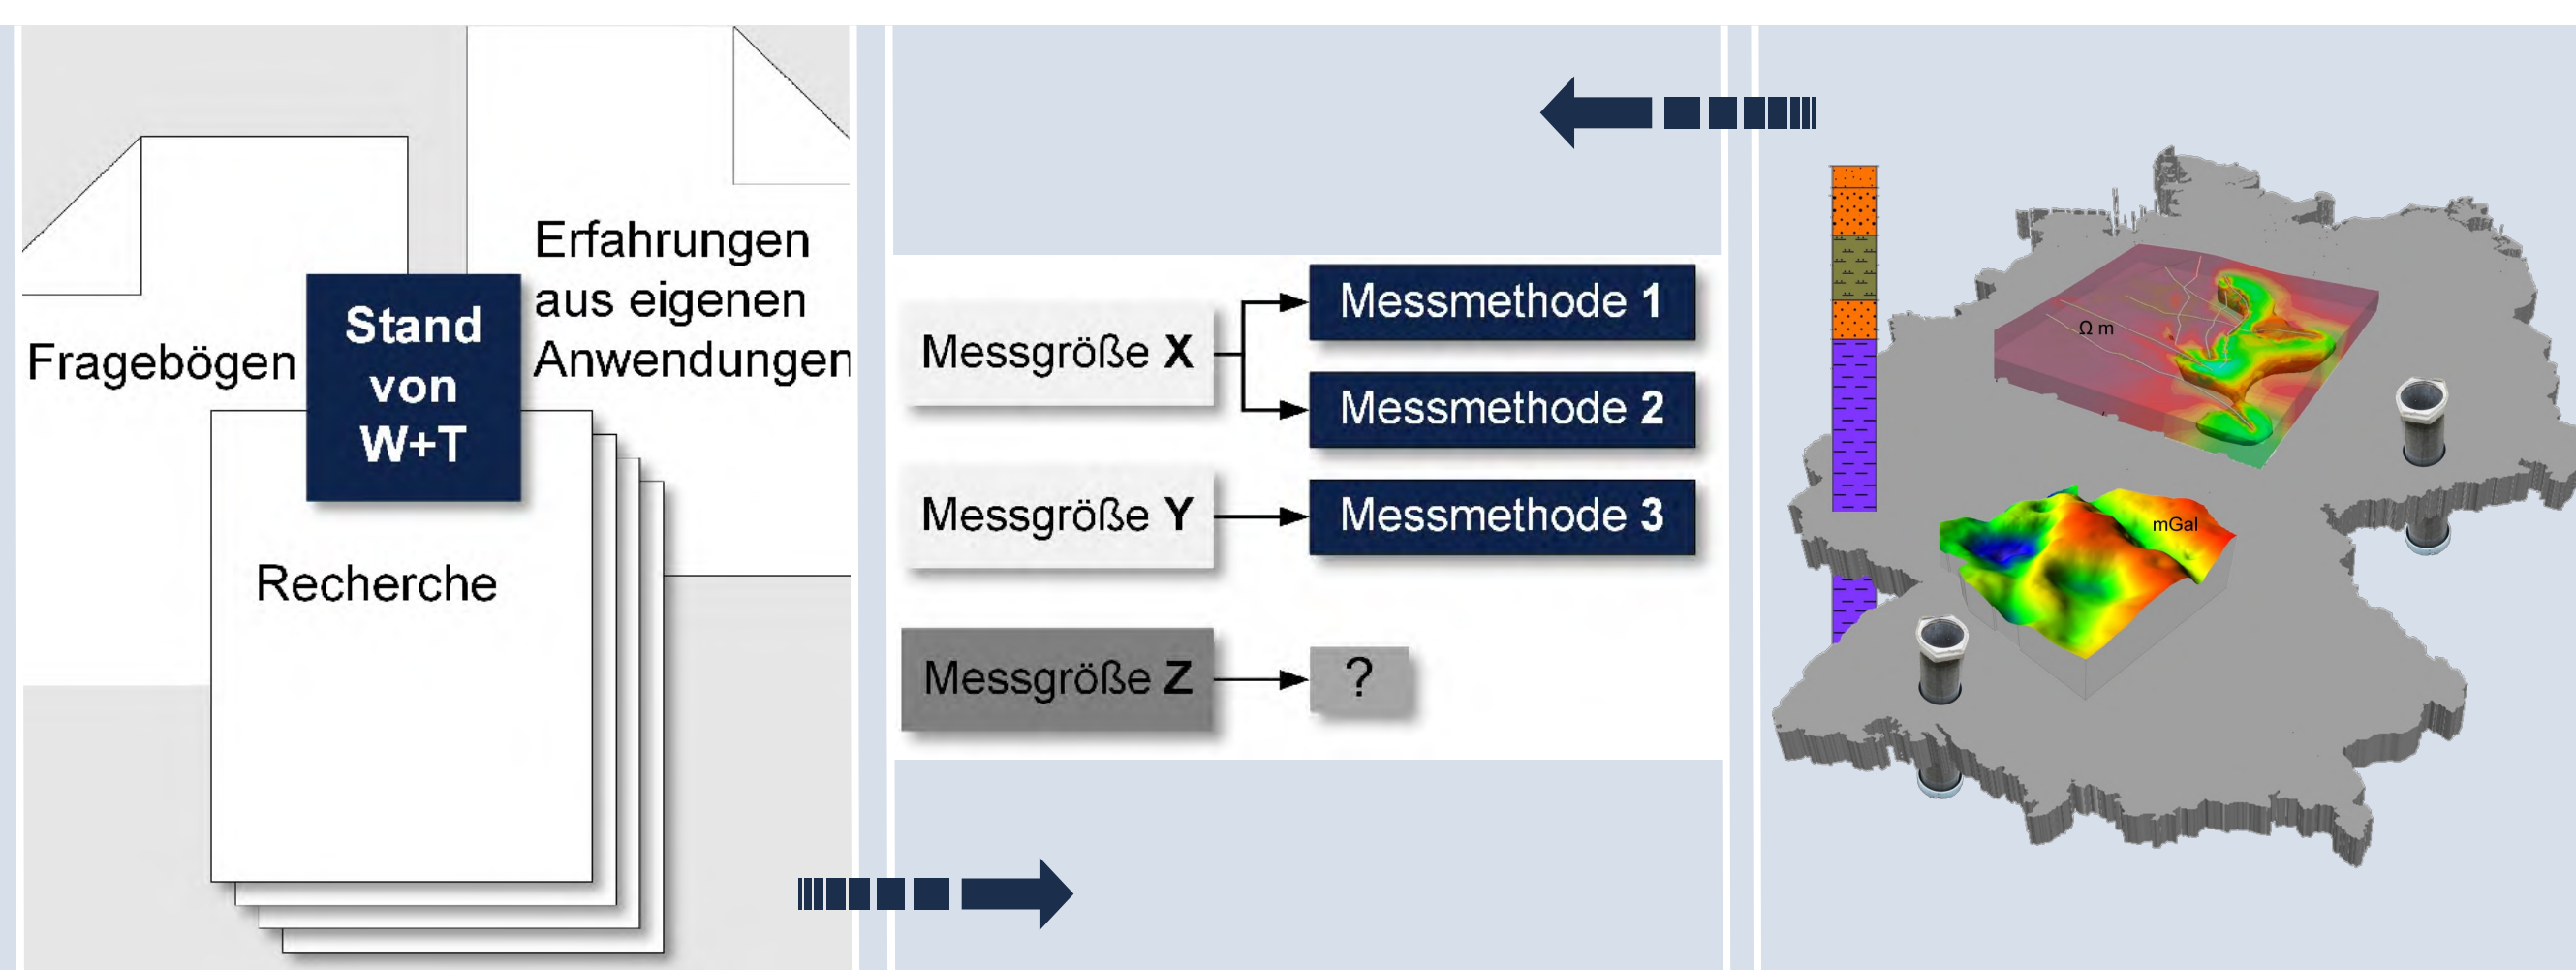 Erfahrungen
aus eigenen
Anwendungen
Fragebögen
Stand
von
W+T
Recherche
Messgröße X
Messmethode 1
Messmethode 2
Messgröße Y
Messmethode 3
Messgröße Z
?
Ω m
mGal